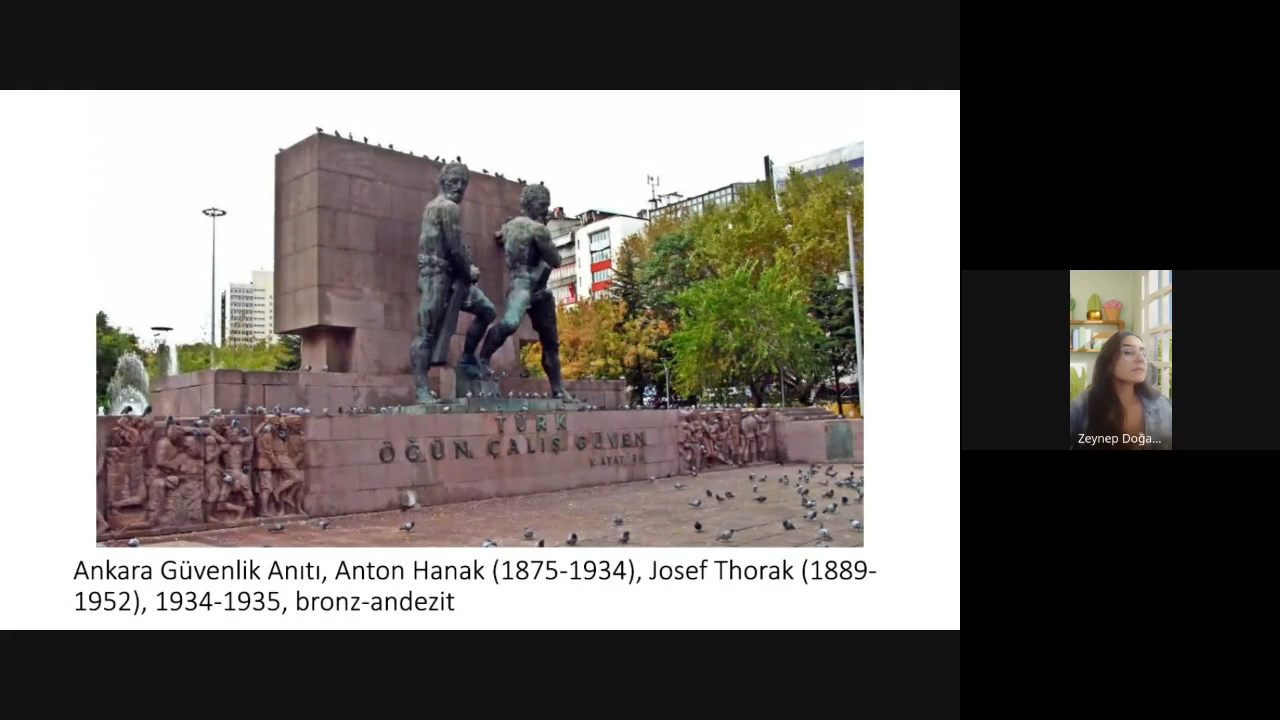 TÜRK
ÖĞÜN, ÇALIŞ, GÜVEN
K.ATATÜRK
Ankara Güvenlik Anıtı, Anton Hanak (1875-1934), Josef Thorak (1889-
1952), 1934-1935, bronz-andezit
Zeynep Doğa...